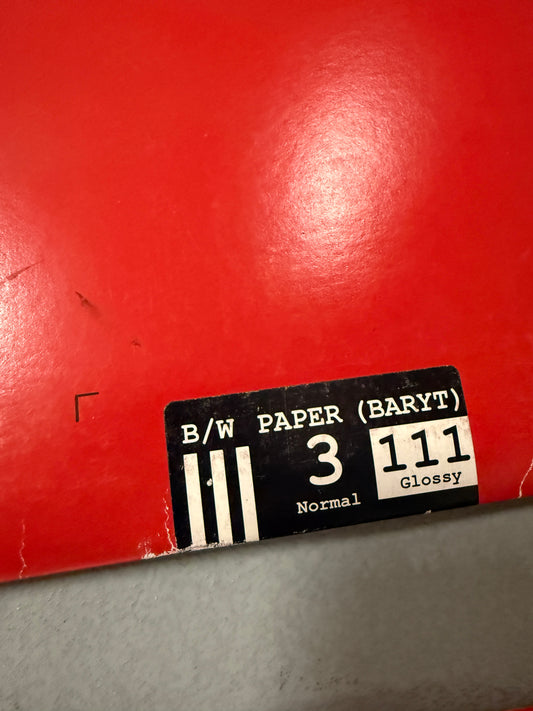 B/W PAPER (BARYT)
3 111
Normal Glossy